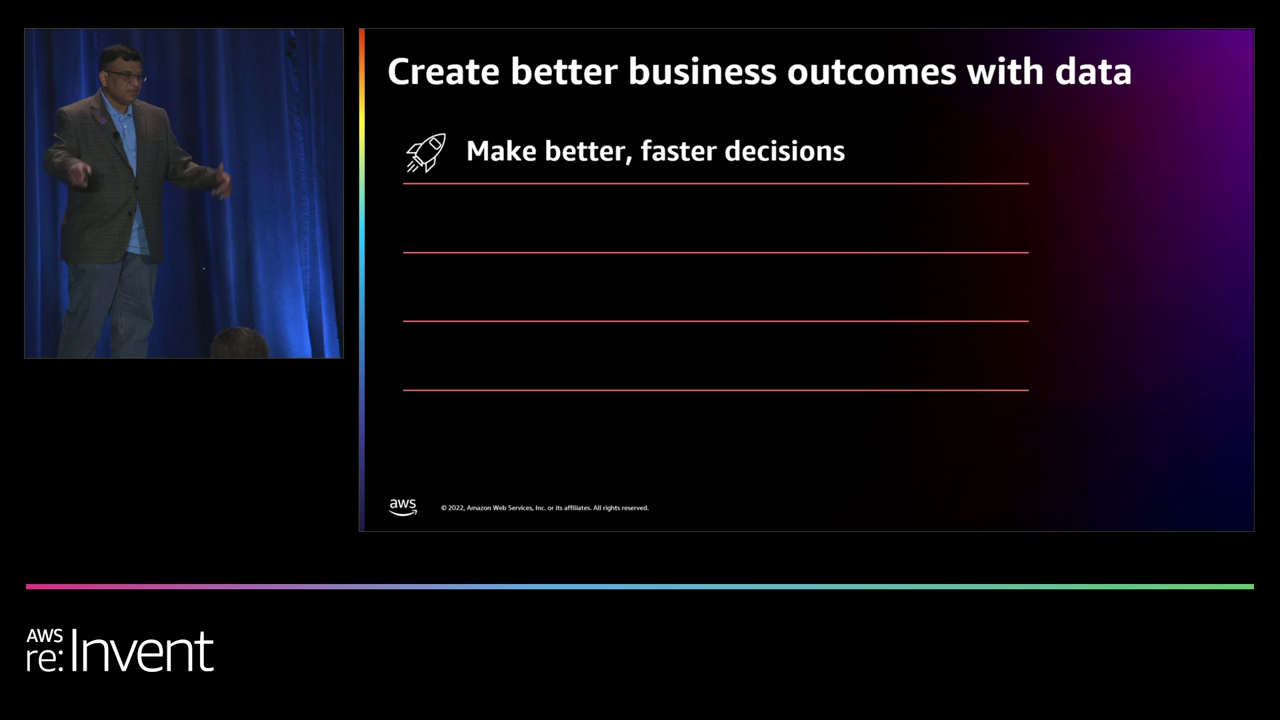 Create better business outcomes with data
Make better, faster decisions
aws
© 2022, Amazon Web Services, Inc. or its affiliates. All rights reserved.
AWS
re:Invent